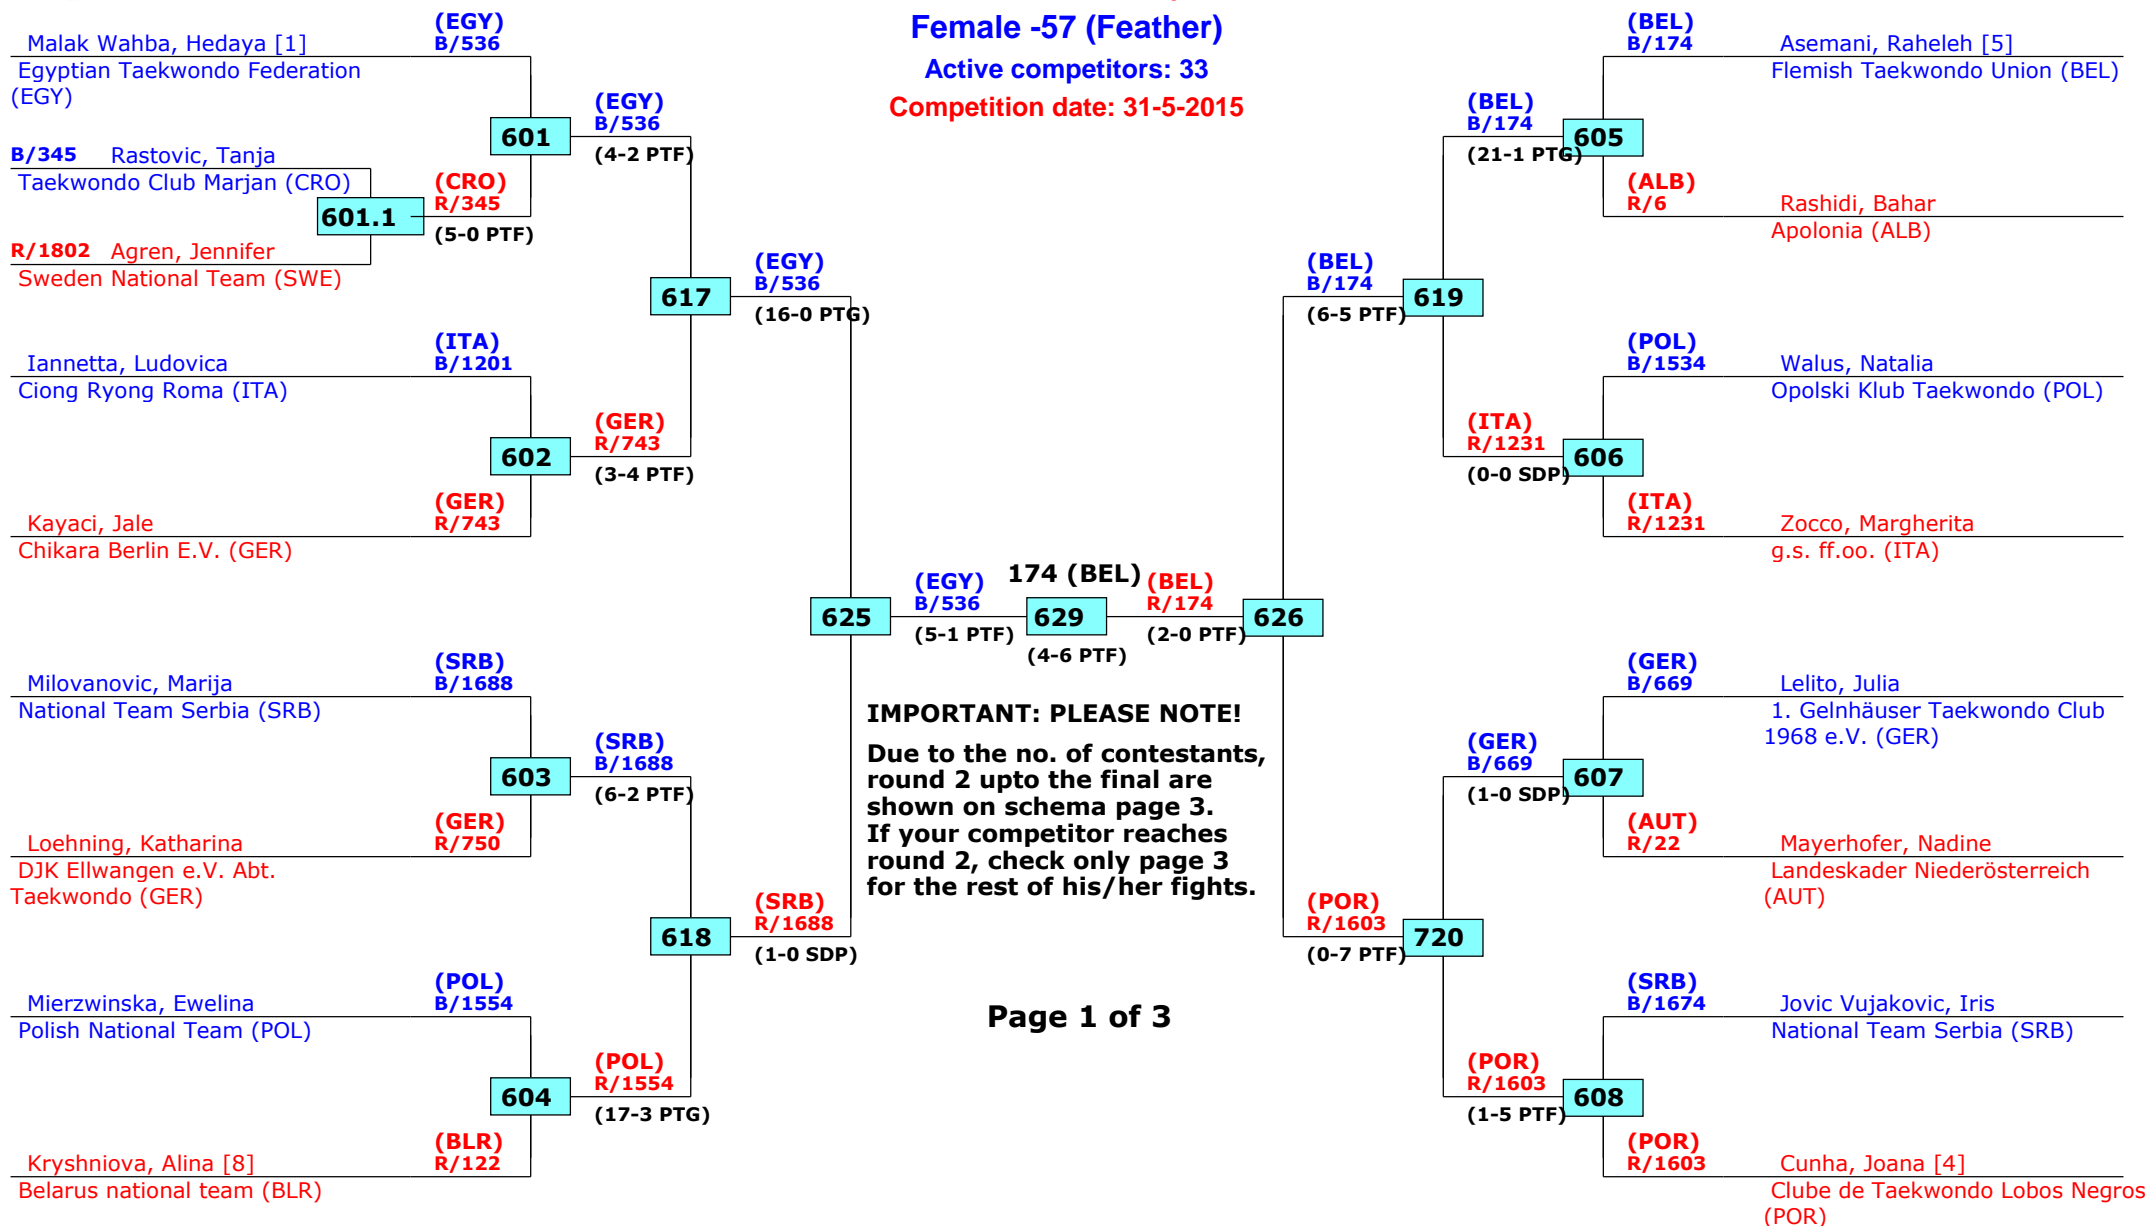 Female -57 (Feather)
Active competitors: 33
Competition date: 31-5-2015
(EGY)
B/536
Malak Wahba, Hedaya [1]
Egyptian Taekwondo Federation
(EGY)
B/345 Rastovic, Tanja
Taekwondo Club Marjan (CRO)
601.1
R/1802 Agren, Jennifer
Sweden National Team (SWE)
(CRO)
R/345
(5-0 PTF)
601
(EGY)
B/536
(4-2 PTF)
(ITA)
B/1201
Iannetta, Ludovica
Ciong Ryong Roma (ITA)
602
(GER)
R/743
Kayaci, Jale
Chikara Berlin E.V. (GER)
(GER)
R/743
(3-4 PTF)
617
(EGY)
B/536
(16-0 PTG)
(SRB)
B/1688
Milovanovic, Marija
National Team Serbia (SRB)
603
(GER)
R/750
Loehning, Katharina
DJK Ellwangen e.V. Abt.
Taekwondo (GER)
(SRB)
B/1688
(6-2 PTF)
(POL)
B/1554
Mierzwinska, Ewelina
Polish National Team (POL)
604
(BLR)
R/122
Kryshniova, Alina [8]
Belarus national team (BLR)
(POL)
R/1554
(17-3 PTG)
618
(SRB)
R/1688
(1-0 SDP)
625
(EGY)
B/536
(5-1 PTF)
174 (BEL)
629
(4-6 PTF)
(BEL)
R/174
(2-0 PTF)
626
IMPORTANT: PLEASE NOTE!
Due to the no. of contestants,
round 2 upto the final are
shown on schema page 3.
If your competitor reaches
round 2, check only page 3
for the rest of his/her fights.
Page 1 of 3
(BEL)
B/174
(6-5 PTF)
619
(BEL)
B/174
(21-1 PTG)
605
(BEL)
B/174
Asemani, Raheleh [5]
Flemish Taekwondo Union (BEL)
(ALB)
R/6
Rashidi, Bahar
Apolonia (ALB)
(ITA)
R/1231
(0-0 SDP)
606
(POL)
B/1534
Walus, Natalia
Opolski Klub Taekwondo (POL)
(ITA)
R/1231
Zocco, Margherita
g.s. ff.oo. (ITA)
(POR)
R/1603
(0-7 PTF)
720
(GER)
B/669
(1-0 SDP)
607
(GER)
B/669
Lelito, Julia
1. Gelnhäuser Taekwondo Club
1968 e.V. (GER)
(AUT)
R/22
Mayerhofer, Nadine
Landeskader Niederösterreich
(AUT)
(POR)
R/1603
(1-5 PTF)
608
(SRB)
B/1674
Jovic Vujakovic, Iris
National Team Serbia (SRB)
(POR)
R/1603
Cunha, Joana [4]
Clube de Taekwondo Lobos Negros
(POR)